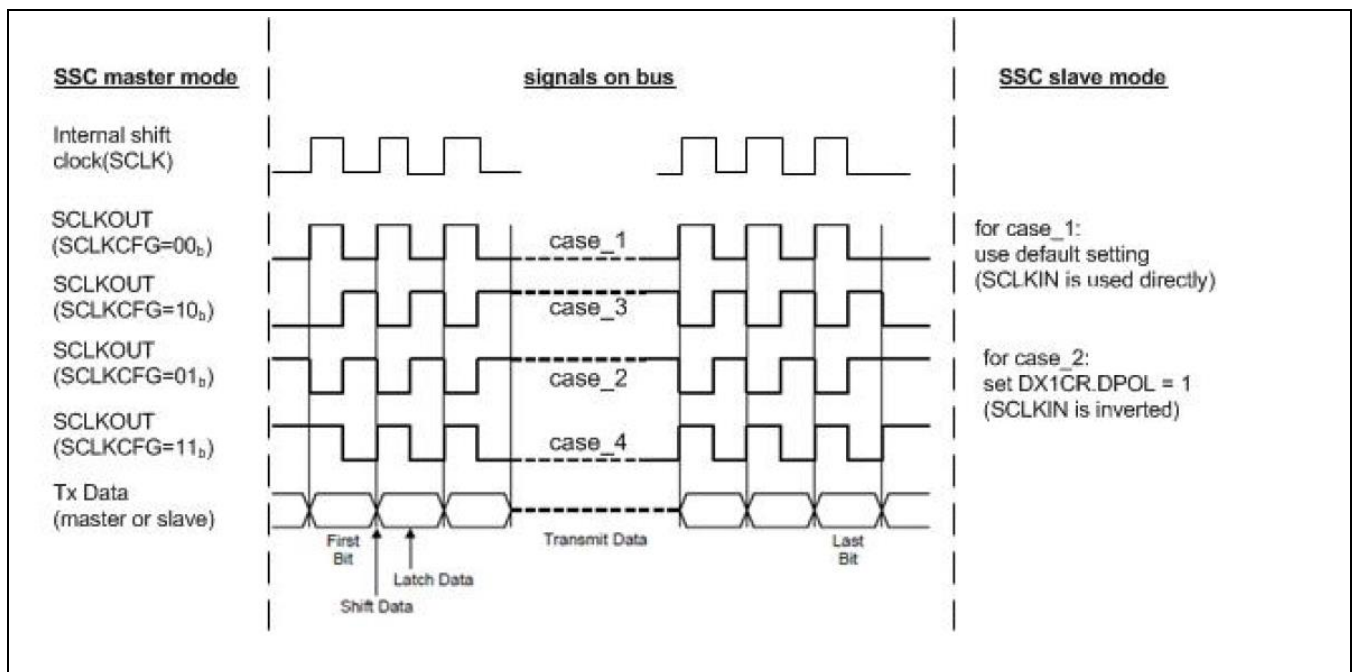 SSC master mode
signals on bus
SSC slave mode
Internal shift
clock(SCLK)
SCLKOUT
(SCLKCFG=00b)
case_1
for case_1:
use default setting
(SCLKIN is used directly)
SCLKOUT
(SCLKCFG=10b)
case_3
SCLKOUT
(SCLKCFG=01b)
case_2
for case_2:
set DX1CR.DPOL = 1
(SCLKIN is inverted)
SCLKOUT
(SCLKCFG=11b)
case_4
Tx Data
(master or slave)
First
Bit
Transmit Data
Last
Bit
Latch Data
Shift Data